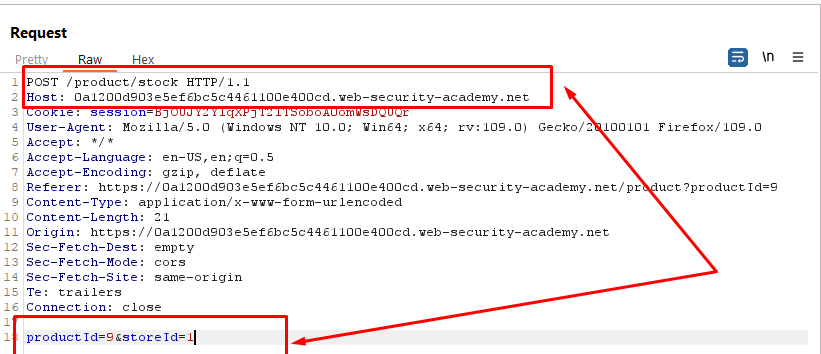 Request
Pretty Raw Hex
\n
1 POST /product/stock HTTP/1.1
2 Host: 0a1200d903e5ef6bc5c4461100e400cd.web-security-academy.net
3 Cookie:
4 User-Agent: Mozilla/5.0 (Windows NT 10.0; Win64; x64; rv:109.0) Gecko/20100101 Firefox/109.0
5 Accept: */*
6 Accept-Language: en-US,en;q=0.5
7 Accept-Encoding: gzip, deflate
8 Referer: https://0a1200d903e5ef6bc5c4461100e400cd.web-security-academy.net/product?productId=9
9 Content-Type: application/x-www-form-urlencoded
10 Content-Length: 21
11 Origin: https://0a1200d903e5ef6bc5c4461100e400cd.web-security-academy.net
12 Sec-Fetch-Dest: empty
13 Sec-Fetch-Mode: cors
14 Sec-Fetch-Site: same-origin
15 Te: trailers
16 Connection: close
17
18 productId=9&storeId=1